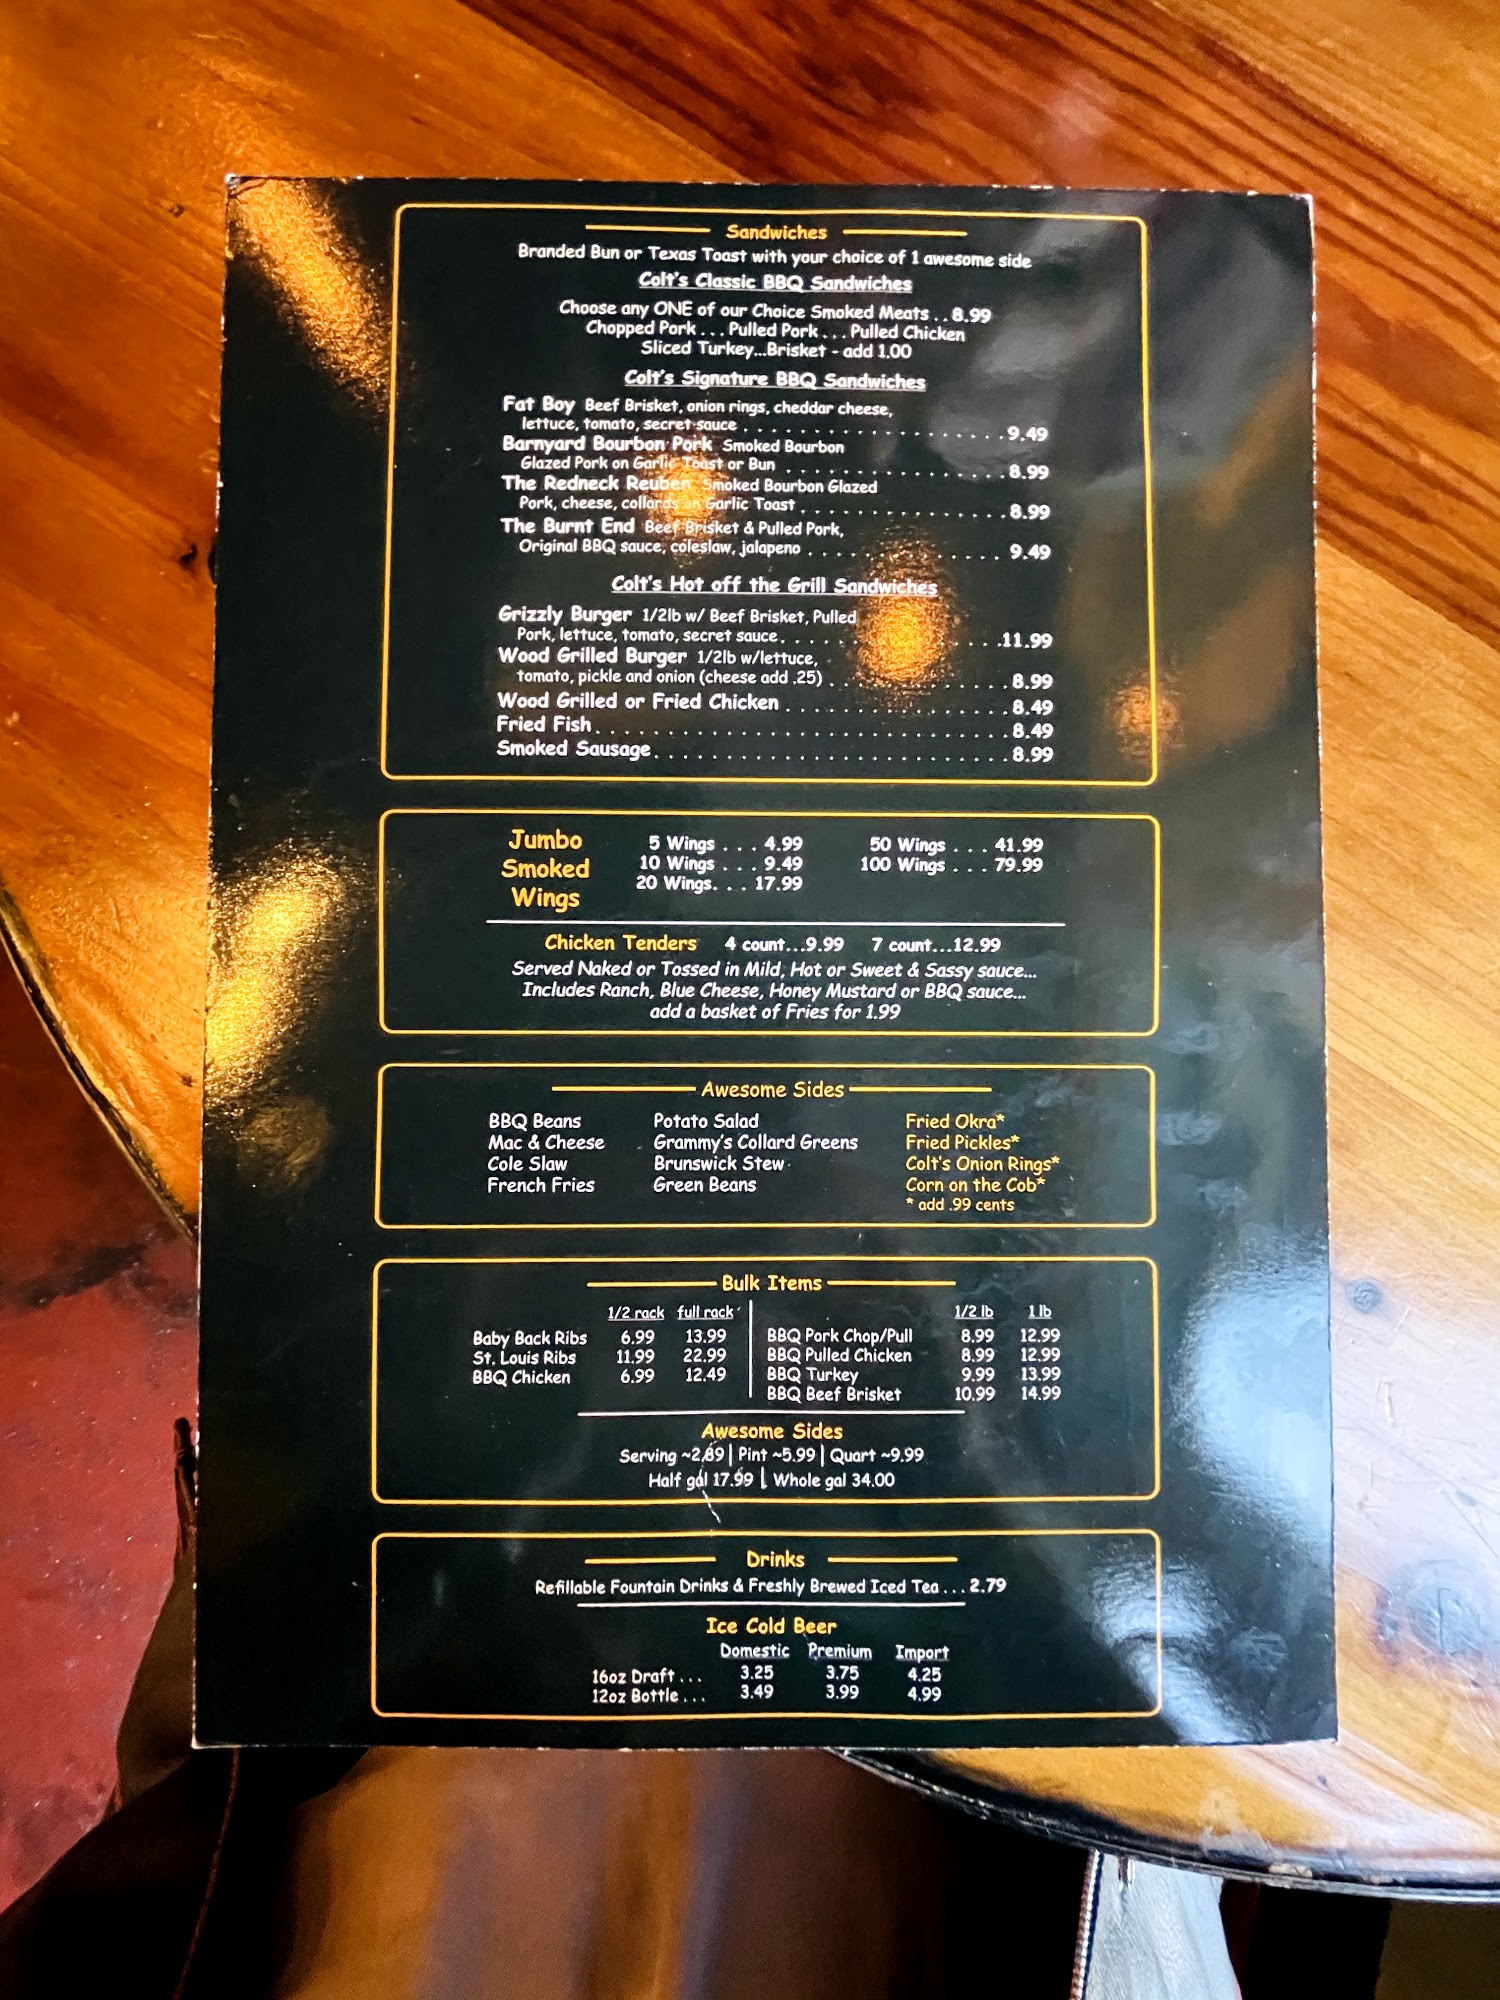 Sandwiches
Branded Bun or Texas Toast with your choice of 1 awesome side
Colt's Classic BBQ Sandwiches
Choose any ONE of our Choice Smoked Meats . . 8.99
Chopped Pork . . . Pulled Pork . . . Pulled Chicken
Sliced Turkey...Brisket - add 1.00
Colt's Signature BBQ Sandwiches
Fat Boy Beef Brisket, onion rings, cheddar cheese,
lettuce, tomato, secret sauce . . . . . . . . . . . . . . . . . . 9.49
Barnyard Bourbon Pork Smoked Bourbon
Glazed Pork on Garlic Toast or Bun . . . . . . . . . . . . . . . 8.99
The Redneck Reuben Smoked Bourbon Glazed
Pork, cheese, collards on Garlic Toast . . . . . . . . . . . . . . 8.99
The Burnt End Beef Brisket & Pulled Pork,
Original BBQ sauce, coleslaw, jalapeno . . . . . . . . . . . . . 9.49
Colt's Hot off the Grill Sandwiches
Grizzly Burger 1/2lb w/ Beef Brisket, Pulled
Pork, lettuce, tomato, secret sauce . . . . . . . . . . . . . . . 11.99
Wood Grilled Burger 1/2lb w/lettuce,
tomato, pickle and onion (cheese add .25) . . . . . . . . . . . . 8.99
Wood Grilled or Fried Chicken . . . . . . . . . . . . . . . 8.49
Fried Fish . . . . . . . . . . . . . . . . . . . . . . . . . . . . 8.49
Smoked Sausage . . . . . . . . . . . . . . . . . . . . . . . . 8.99
Jumbo
Smoked
Wings
5 Wings . . . 4.99
10 Wings . . . 9.49
20 Wings. . . 17.99
50 Wings . . . 41.99
100 Wings . . . 79.99
Chicken Tenders 4 count...9.99 7 count...12.99
Served Naked or Tossed in Mild, Hot or Sweet & Sassy sauce...
Includes Ranch, Blue Cheese, Honey Mustard or BBQ sauce...
add a basket of Fries for 1.99
Awesome Sides
BBQ Beans Potato Salad Fried Okra*
Mac & Cheese Grammy's Collard Greens Fried Pickles*
Cole Slaw Brunswick Stew Colt's Onion Rings*
French Fries Green Beans Corn on the Cob*
* add .99 cents
Bulk Items
1/2 rack full rack
Baby Back Ribs 6.99 13.99
St. Louis Ribs 11.99 22.99
BBQ Chicken 6.99 12.49
1/2 lb 1 lb
BBQ Pork Chop/Pull 8.99 12.99
BBQ Pulled Chicken 8.99 12.99
BBQ Turkey 9.99 13.99
BBQ Beef Brisket 10.99 14.99
Awesome Sides
Serving ~2.89 | Pint ~5.99 | Quart ~9.99
Half gal 17.99 | Whole gal 34.00
Drinks
Refillable Fountain Drinks & Freshly Brewed Iced Tea . . . 2.79
Ice Cold Beer
Domestic Premium Import
16oz Draft . . . 3.25 3.75 4.25
12oz Bottle . . . 3.49 3.99 4.99